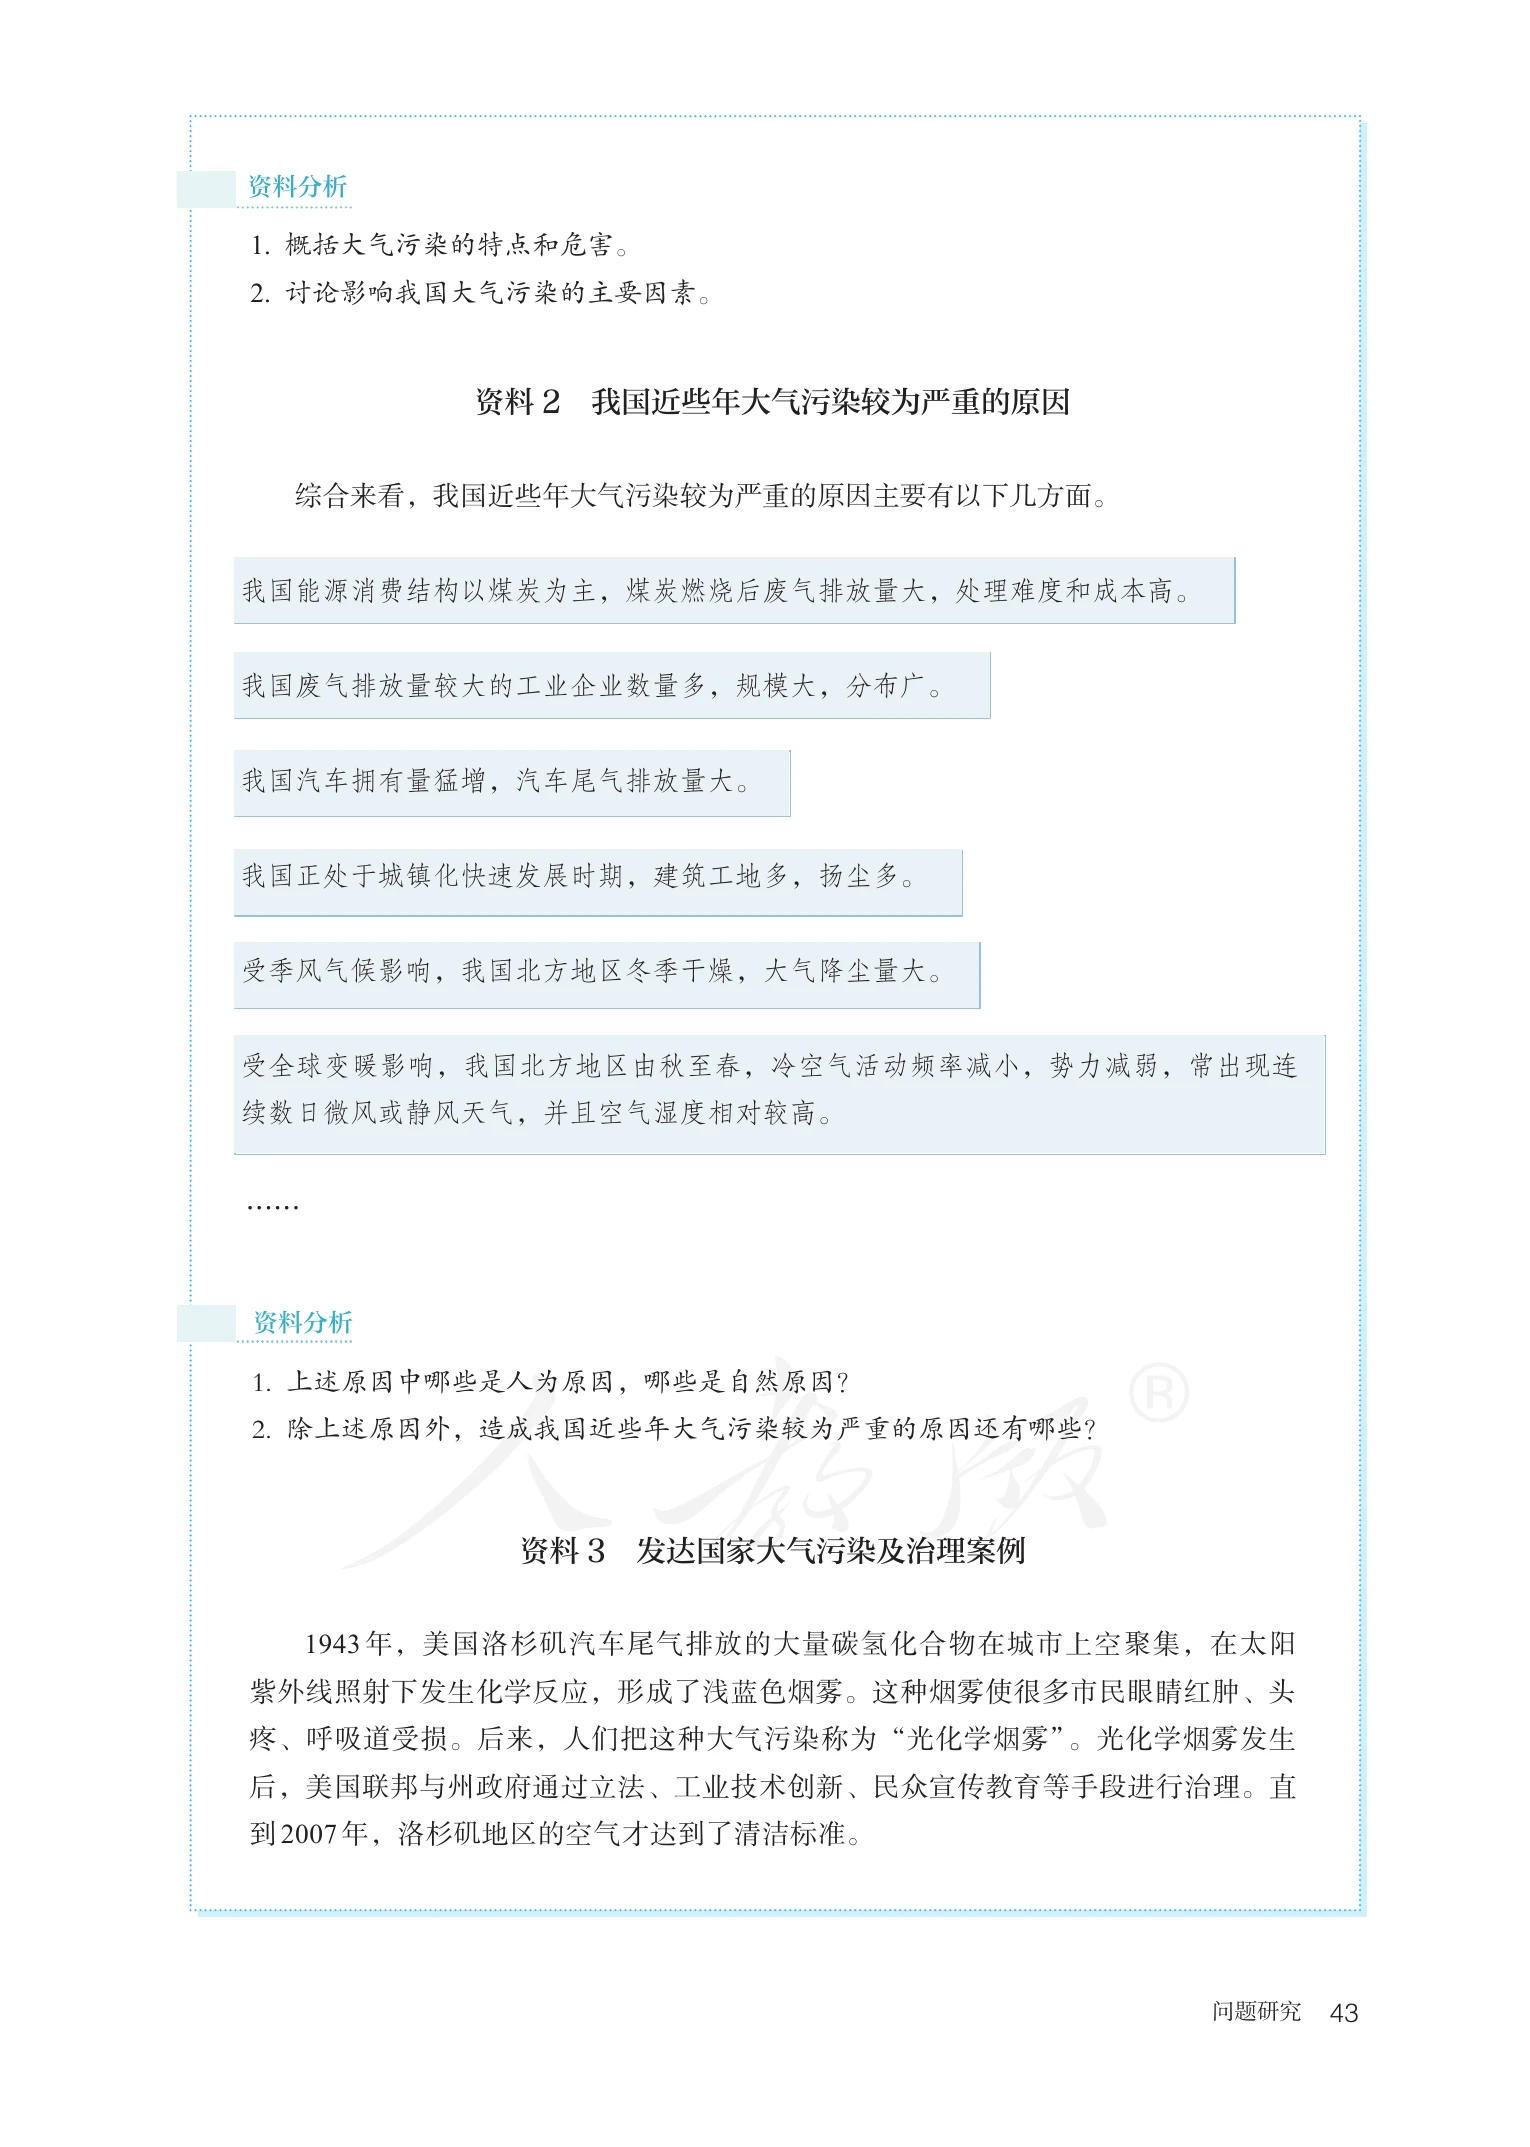 资料分析
1. 概括大气污染的特点和危害。
2. 讨论影响我国大气污染的主要因素。
资料 2 我国近些年大气污染较为严重的原因
综合来看，我国近些年大气污染较为严重的原因主要有以下几方面。
我国能源消费结构以煤炭为主，煤炭燃烧后废气排放量大，处理难度和成本高。
我国废气排放量较大的工业企业数量多，规模大，分布广。
我国汽车拥有量猛增，汽车尾气排放量大。
我国正处于城镇化快速发展时期，建筑工地多，扬尘多。
受季风气候影响，我国北方地区冬季干燥，大气降尘量大。
受全球变暖影响，我国北方地区由秋至春，冷空气活动频率减小，势力减弱，常出现连
续数日微风或静风天气，并且空气湿度相对较高。
……
资料分析
1. 上述原因中哪些是人为原因，哪些是自然原因？
2. 除上述原因外，造成我国近些年大气污染较为严重的原因还有哪些？
人教版®
资料 3 发达国家大气污染及治理案例
1943年，美国洛杉矶汽车尾气排放的大量碳氢化合物在城市上空聚集，在太阳
紫外线照射下发生化学反应，形成了浅蓝色烟雾。这种烟雾使很多市民眼睛红肿、头
疼、呼吸道受损。后来，人们把这种大气污染称为“光化学烟雾”。光化学烟雾发生
后，美国联邦与州政府通过立法、工业技术创新、民众宣传教育等手段进行治理。直
到2007年，洛杉矶地区的空气才达到了清洁标准。
问题研究 43